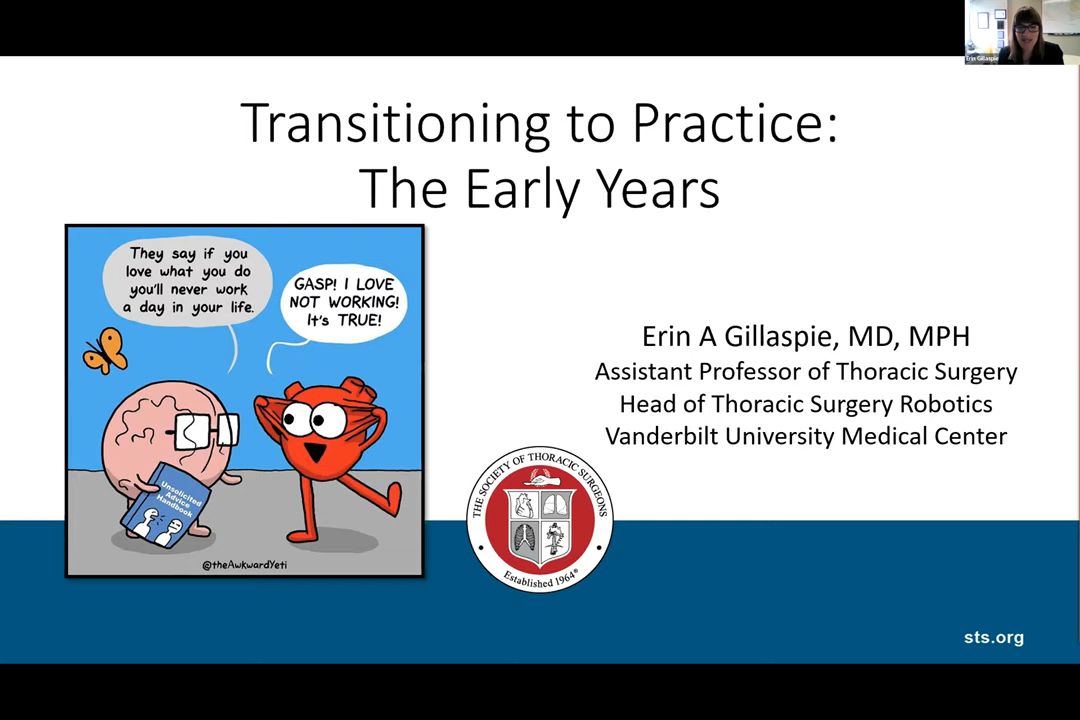 Erin Gillaspie
Transitioning to Practice:
The Early Years
They say if you
love what you do
you'll never work
a day in your life.
GASP! I LOVE
NOT WORKING!
It's TRUE!
Unsolicited
Advice
Handbook
@theAwkwardYeti
Erin A Gillaspie, MD, MPH
Assistant Professor of Thoracic Surgery
Head of Thoracic Surgery Robotics
Vanderbilt University Medical Center
THE SOCIETY OF THORACIC SURGEONS
Established 1964®
sts.org